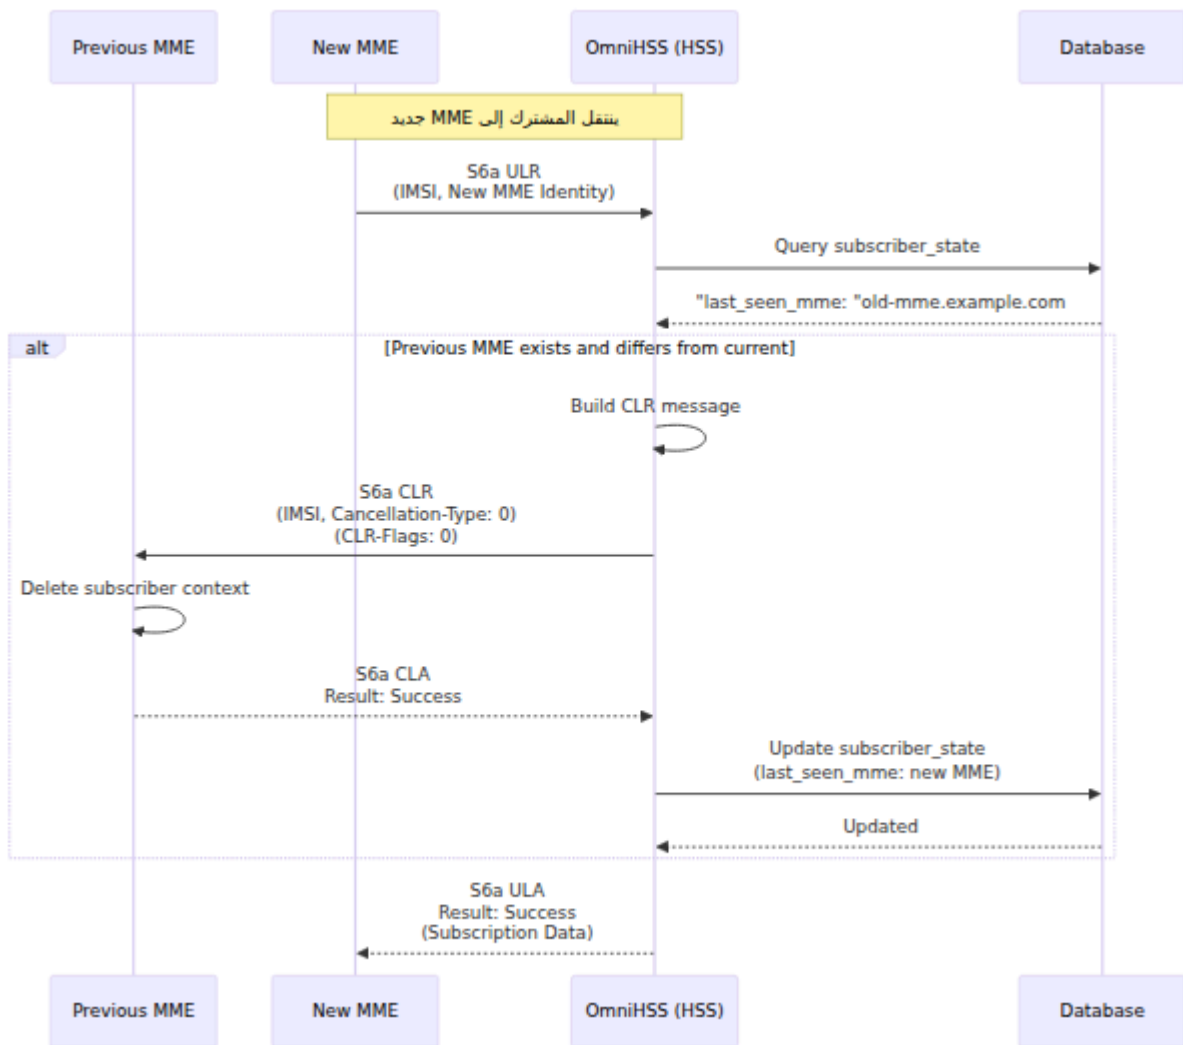 Previous MME
New MME
OmniHSS (HSS)
Database
ينتقل المشترك إلى MME جديد
S6a ULR
(IMSI, New MME Identity)
Query subscriber_state
"last_seen_mme: "old-mme.example.com
alt
[Previous MME exists and differs from current]
Build CLR message
S6a CLR
(IMSI, Cancellation-Type: 0)
(CLR-Flags: 0)
Delete subscriber context
S6a CLA
Result: Success
Update subscriber_state
(last_seen_mme: new MME)
Updated
S6a ULA
Result: Success
(Subscription Data)
Previous MME
New MME
OmniHSS (HSS)
Database